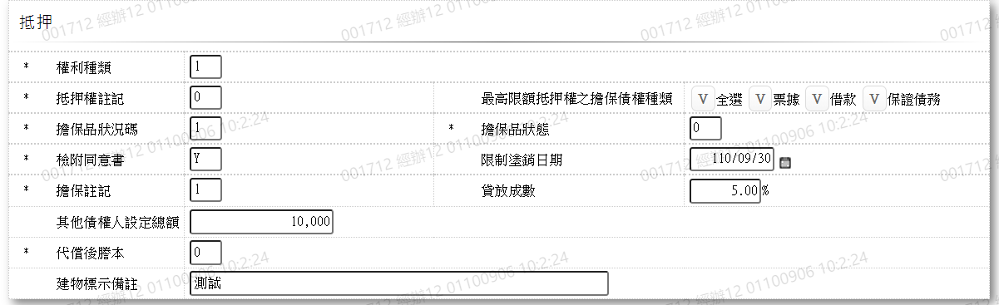 抵押
* 權利種類 1
* 抵押權註記 0 最高限額抵押權之擔保債權種類 V 全選 V 票據 V 借款 V 保證債務
* 擔保品狀況碼 1 * 擔保品狀態 0
* 檢附同意書 Y 限制塗銷日期 110/09/30
* 擔保註記 1 貸放成數 5.00 %
其他債權人設定總額 10,000
* 代償後謄本 0
建物標示備註 測試
001712 經辦12 01100906 10:2:24